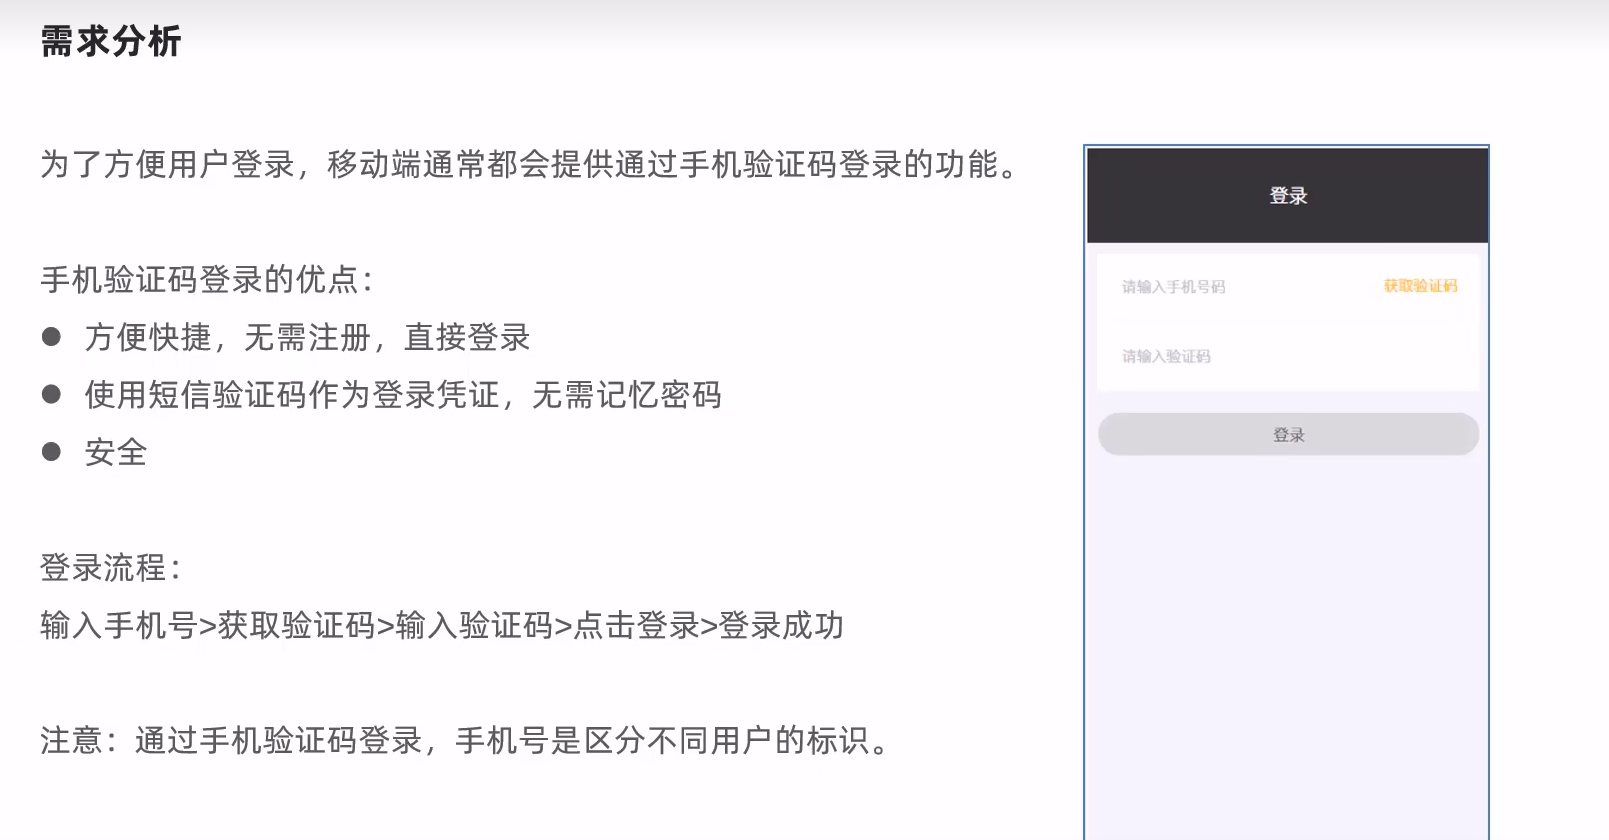 需求分析
为了方便用户登录，移动端通常都会提供通过手机验证码登录的功能。
手机验证码登录的优点：
● 方便快捷，无需注册，直接登录
● 使用短信验证码作为登录凭证，无需记忆密码
● 安全
登录流程：
输入手机号>获取验证码>输入验证码>点击登录>登录成功
注意：通过手机验证码登录，手机号是区分不同用户的标识。
登录
请输入手机号码 获取验证码
请输入验证码
登录